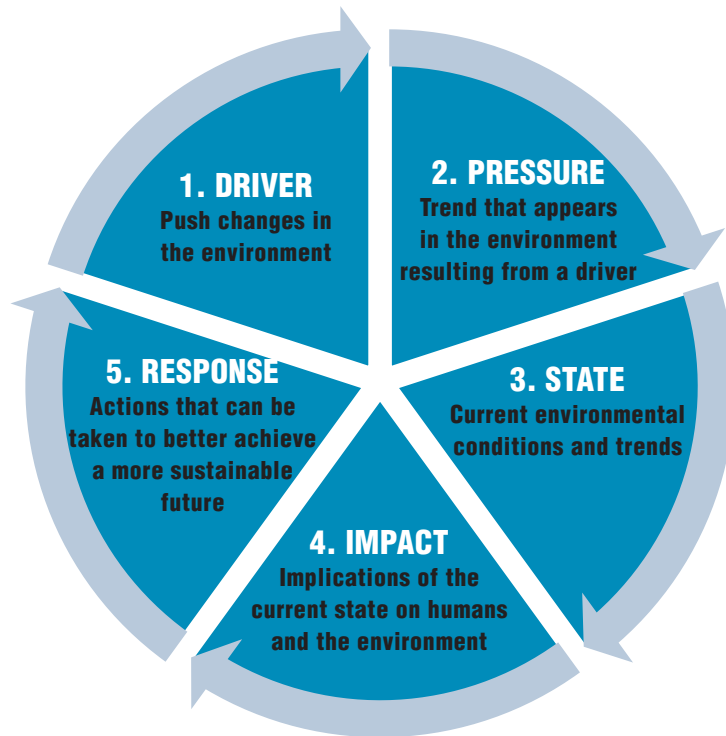 1. DRIVER
Push changes in
the environment
2. PRESSURE
Trend that appears
in the environment
resulting from a driver
3. STATE
Current environmental
conditions and trends
4. IMPACT
Implications of the
current state on humans
and the environment
5. RESPONSE
Actions that can be
taken to better achieve
a more sustainable
future